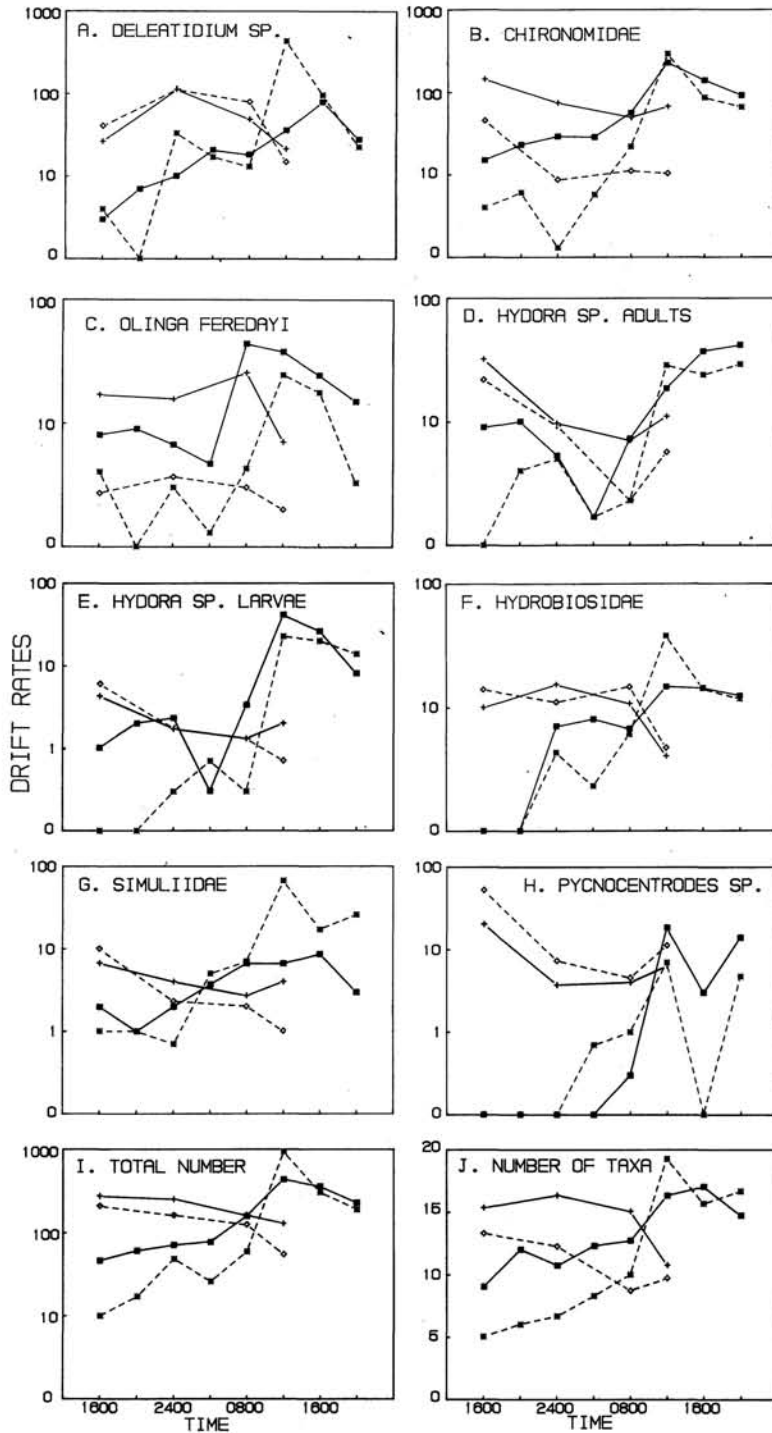 A. DELEATIDIUM SP.
1000
100
10
0
B. CHIRONOMIDAE
1000
100
10
0
C. OLINGA FEREDAYI
100
10
0
D. HYDORA SP. ADULTS
100
10
0
E. HYDORA SP. LARVAE
100
10
1
0
DRIFT RATES
F. HYDROBIOSIDAE
100
10
0
G. SIMULIIDAE
100
10
1
0
H. PYCNOCENTRODES SP.
100
10
1
0
I. TOTAL NUMBER
1000
100
10
0
1600 2400 0800 1600
TIME
J. NUMBER OF TAXA
20
15
10
5
0
1600 2400 0800 1600
TIME